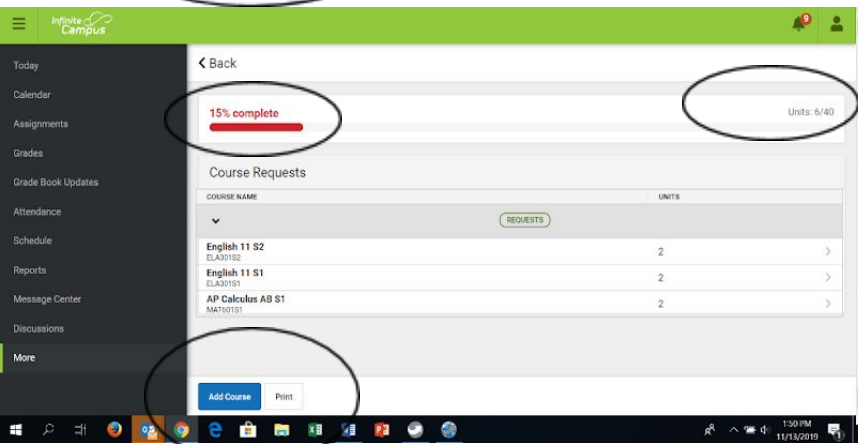 Infinite
Campus
9
Today
Back
Calendar
15% complete
Units: 6/40
Assignments
Grades
Course Requests
Grade Book Updates
COURSE NAME
UNITS
Attendance
REQUESTS
Schedule
English 11 S2
2
ELA301S2
Reports
English 11 S1
2
ELA301S1
Message Center
AP Calculus AB S1
2
MAT601S1
Discussions
More
Add Course
Print
1:50 PM
11/13/2019